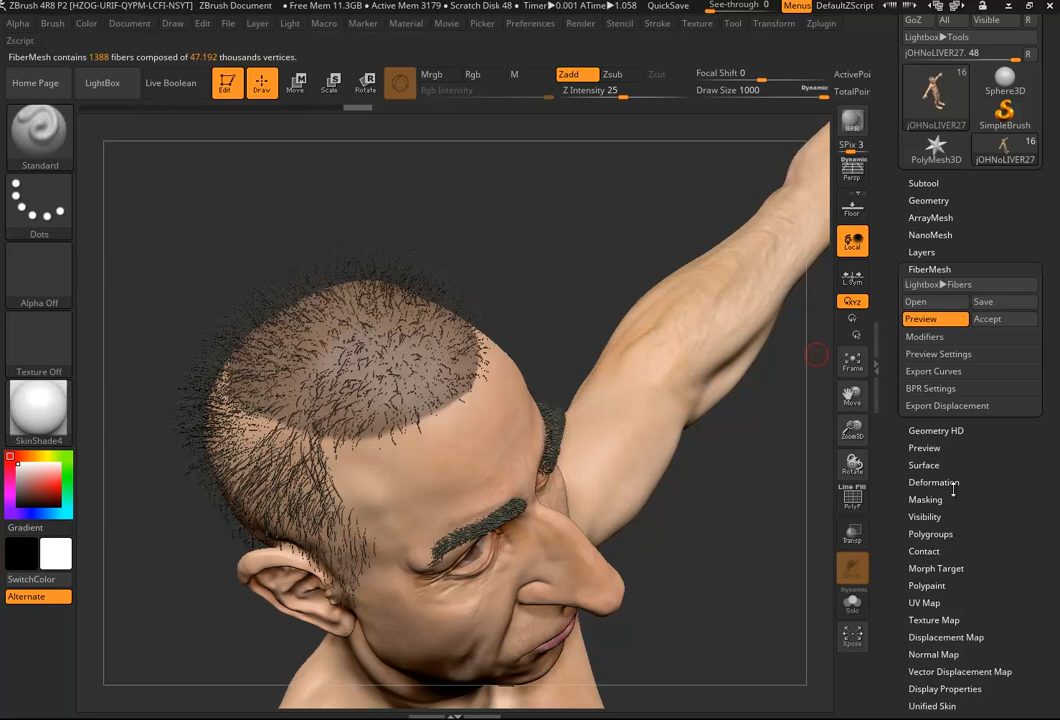 ZBrush 4R8 P2 [HZOG-URIF-QYPM-LCFI-NSYT] ZBrush Document • Free Mem 11.3GB • Active Mem 3179 • Scratch Disk 48 • Timer▶0.001 ATime▶1.058 QuickSave See-through 0 Menus DefaultZScript
Alpha Brush Color Document Draw Edit File Layer Light Macro Marker Material Movie Picker Preferences Render Stencil Stroke Texture Tool Transform Zplugin
Zscript
FiberMesh contains 1388 fibers composed of 47.192 thousands vertices.
Home Page LightBox Live Boolean Edit Draw Move Scale Rotate
Mrgb Rgb M Zadd Zsub Zcut Focal Shift 0 ActivePoi
Rgb Intensity Z Intensity 25 Draw Size 1000 Dynamic TotalPoir
Standard
Dots
Alpha Off
Texture Off
SkinShade4
Gradient
SwitchColor
Alternate
BPR
SPix 3
Dynamic
Persp
Floor
Local
L.Sym
XYZ
Frame
Move
Zoom3D
Rotate
Line Fill
PolyF
Transp
Dynamic
Solo
Xpose
GoZ All Visible R
Lightbox▶Tools
jOHNoLIVER27. 48 R
16
jOHNoLIVER27 Sphere3D
SimpleBrush
16
PolyMesh3D jOHNoLIVER27
Subtool
Geometry
ArrayMesh
NanoMesh
Layers
FiberMesh
Lightbox▶Fibers
Open Save
Preview Accept
Modifiers
Preview Settings
Export Curves
BPR Settings
Export Displacement
Geometry HD
Preview
Surface
Deformation
Masking
Visibility
Polygroups
Contact
Morph Target
Polypaint
UV Map
Texture Map
Displacement Map
Normal Map
Vector Displacement Map
Display Properties
Unified Skin